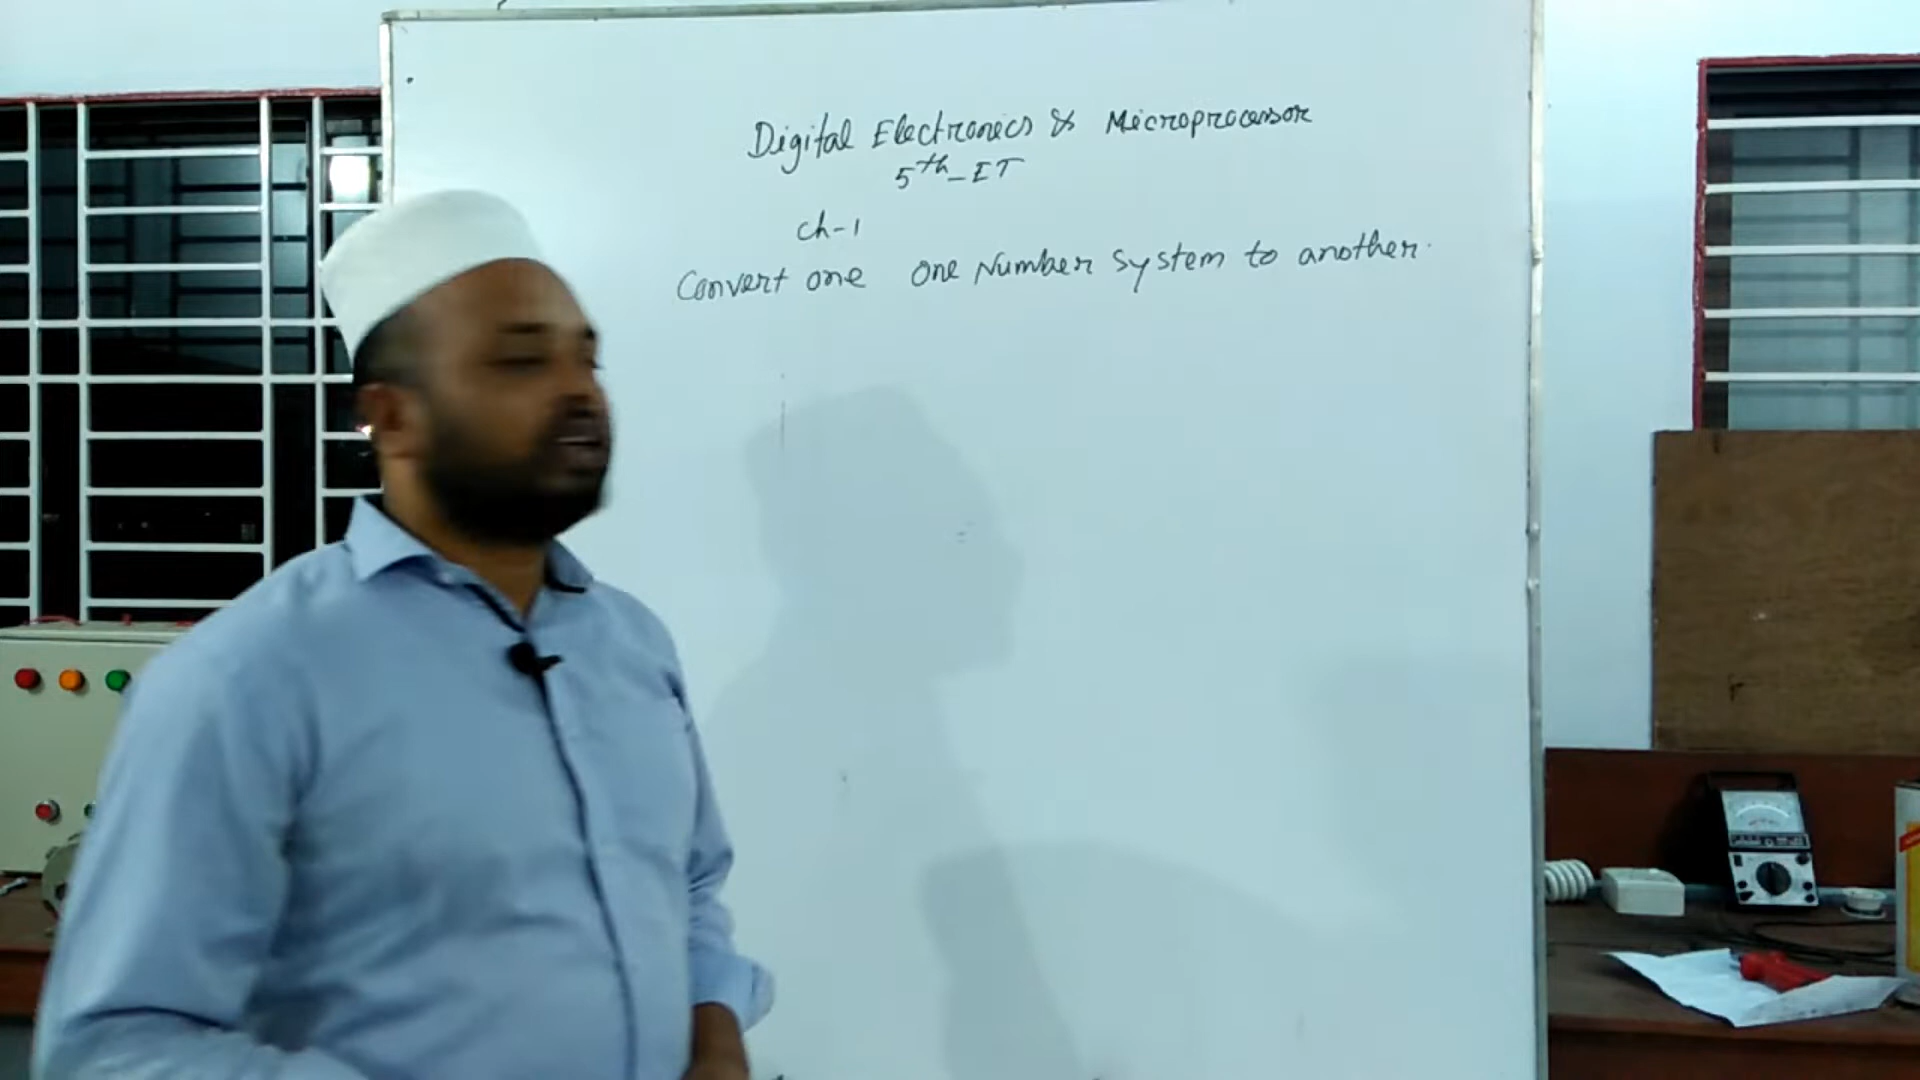 Digital Electronics & Microprocessor
5th_ET
Ch-1
Convert one one Number System to another.